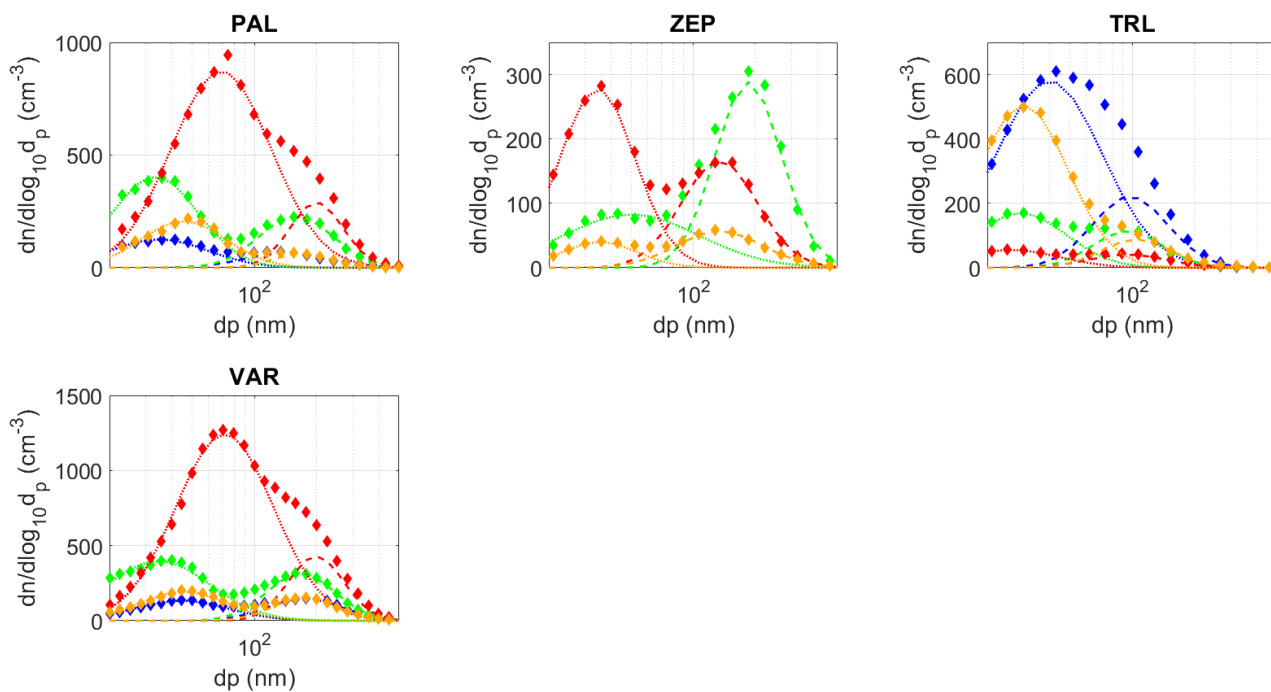 PAL
1000
500
0
dn/dlog₁₀dₚ (cm⁻³)
10²
dp (nm)
ZEP
300
200
100
0
dn/dlog₁₀dₚ (cm⁻³)
10²
dp (nm)
TRL
600
400
200
0
dn/dlog₁₀dₚ (cm⁻³)
10²
dp (nm)
VAR
1500
1000
500
0
dn/dlog₁₀dₚ (cm⁻³)
10²
dp (nm)